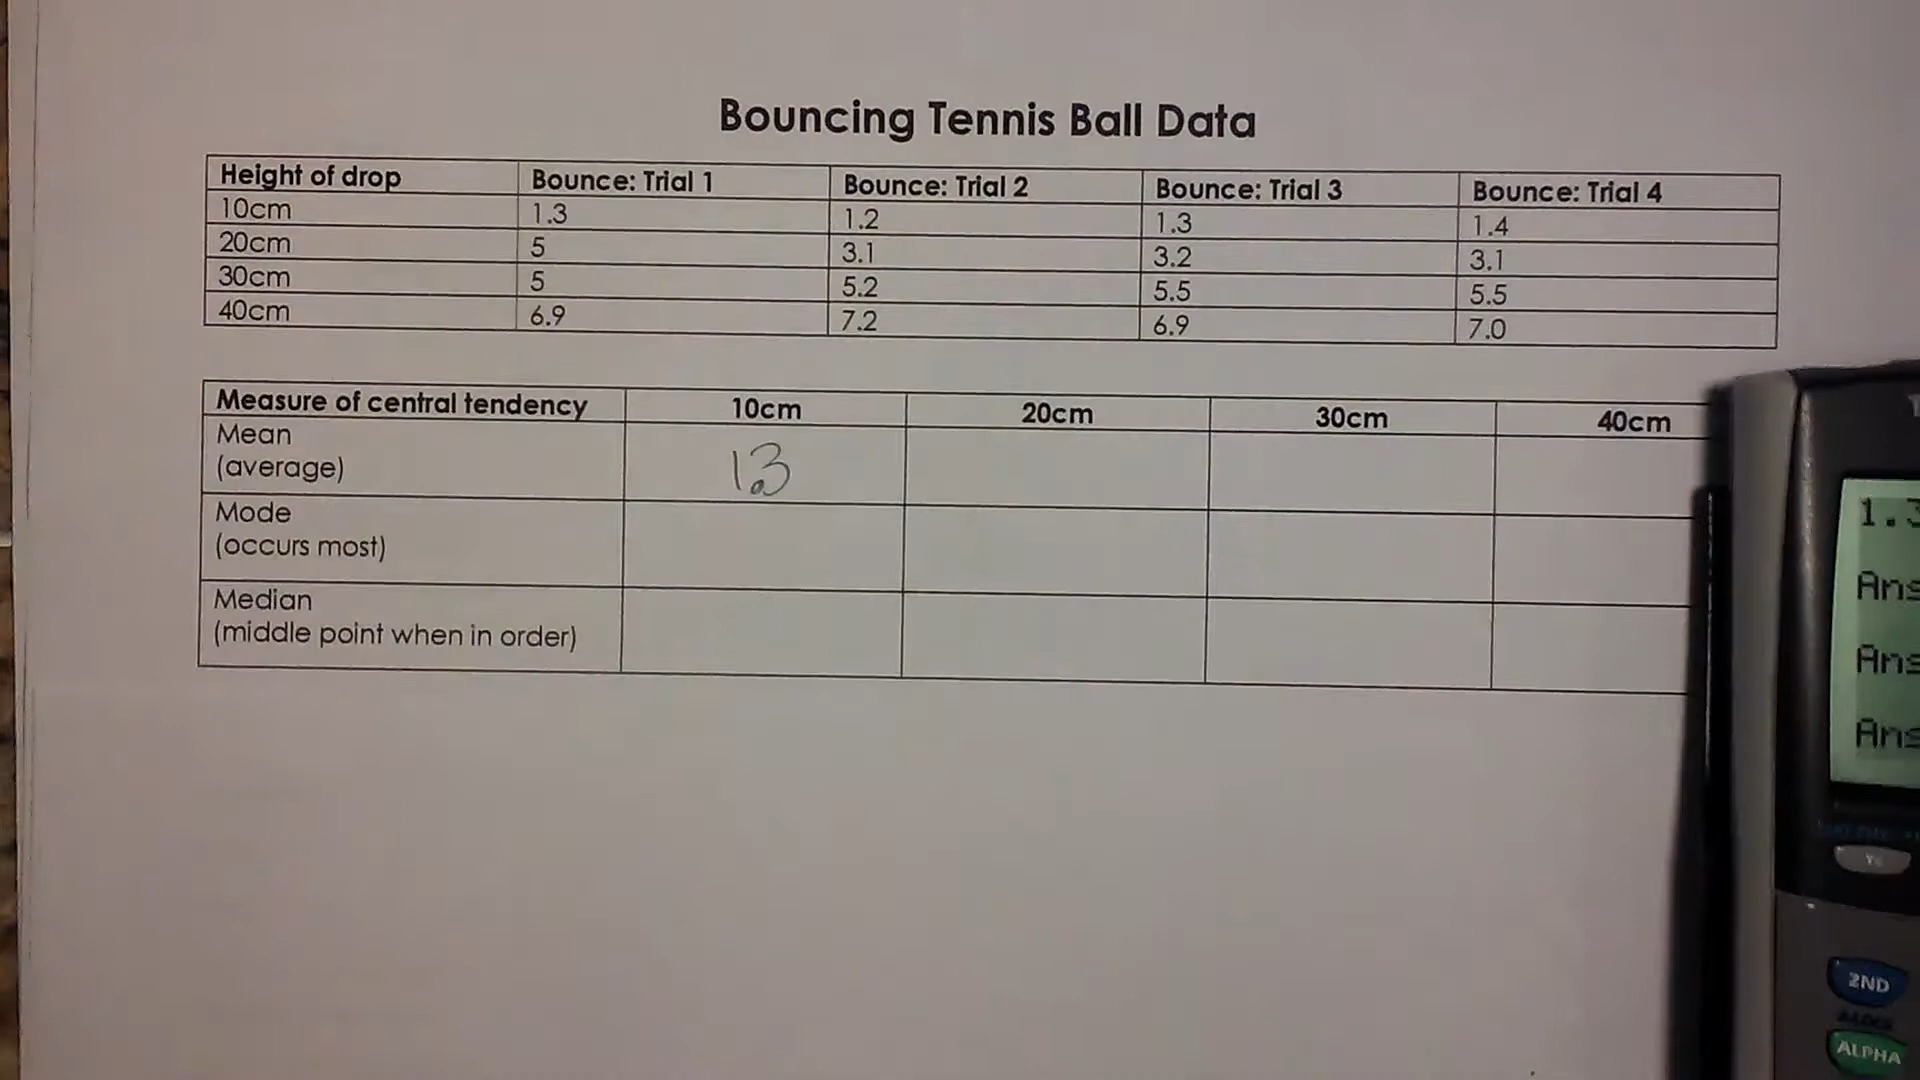 Bouncing Tennis Ball Data
Height of drop Bounce: Trial 1 Bounce: Trial 2 Bounce: Trial 3 Bounce: Trial 4
10cm 1.3 1.2 1.3 1.4
20cm 5 3.1 3.2 3.1
30cm 5 5.2 5.5 5.5
40cm 6.9 7.2 6.9 7.0
Measure of central tendency 10cm 20cm 30cm 40cm
Mean
(average) 1.3
Mode
(occurs most)
Median
(middle point when in order)
1.3
Ans
Ans
Ans
2ND
ALPHA